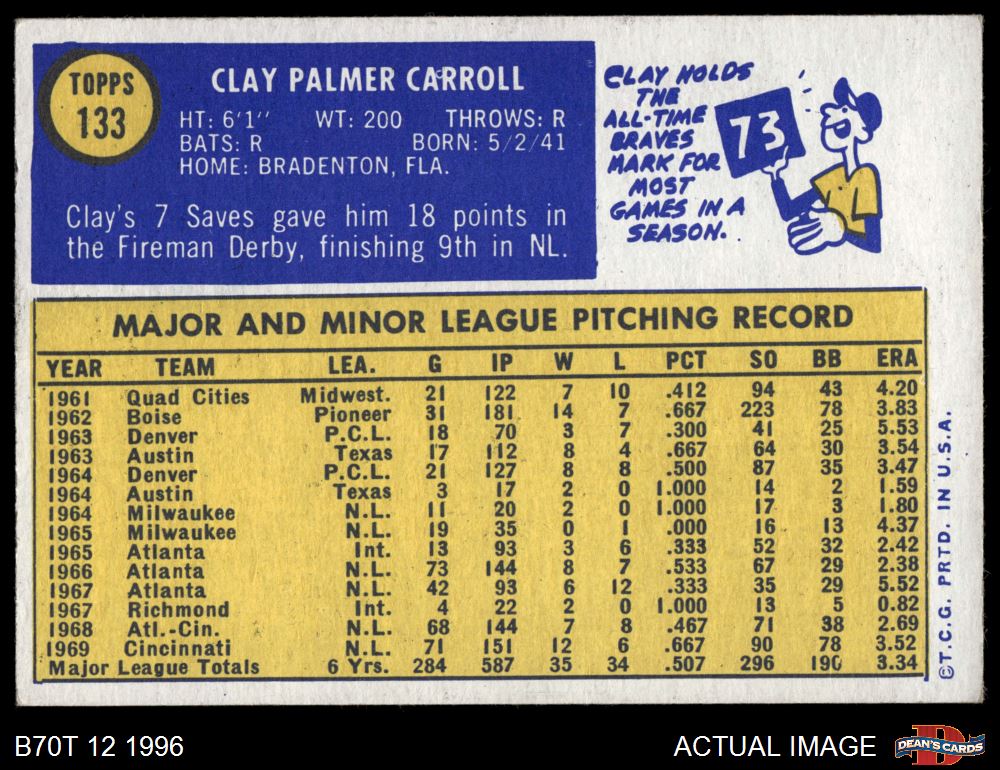 TOPPS
133
CLAY PALMER CARROLL
HT: 6'1'' WT: 200 THROWS: R
BATS: R BORN: 5/2/41
HOME: BRADENTON, FLA.
Clay's 7 Saves gave him 18 points in
the Fireman Derby, finishing 9th in NL.
CLAY HOLDS
THE
ALL-TIME
BRAVES
MARK FOR
MOST
GAMES IN A
SEASON.
73
MAJOR AND MINOR LEAGUE PITCHING RECORD
YEAR TEAM LEA. G IP W L PCT SO BB ERA
1961 Quad Cities Midwest. 21 122 7 10 .412 94 43 4.20
1962 Boise Pioneer 31 181 14 7 .667 223 78 3.83
1963 Denver P.C.L. 18 70 3 7 .300 41 25 5.53
1963 Austin Texas 17 112 8 4 .667 64 30 3.54
1964 Denver P.C.L. 21 127 8 8 .500 87 35 3.47
1964 Austin Texas 3 17 2 0 1.000 14 2 1.59
1964 Milwaukee N.L. 11 20 2 0 1.000 17 3 1.80
1965 Milwaukee N.L. 19 35 0 1 .000 16 13 4.37
1965 Atlanta Int. 13 93 3 6 .333 52 32 2.42
1966 Atlanta N.L. 73 144 8 7 .533 67 29 2.38
1967 Atlanta N.L. 42 93 6 12 .333 35 29 5.52
1967 Richmond Int. 4 22 2 0 1.000 13 5 0.82
1968 Atl.-Cin. N.L. 68 144 7 8 .467 71 38 2.69
1969 Cincinnati N.L. 71 151 12 6 .667 90 78 3.52
Major League Totals 6 Yrs. 284 587 35 34 .507 296 190 3.34
©T.C.G. PRTD. IN U.S.A.
B70T 12 1996
ACTUAL IMAGE
D
DEAN'S CARDS